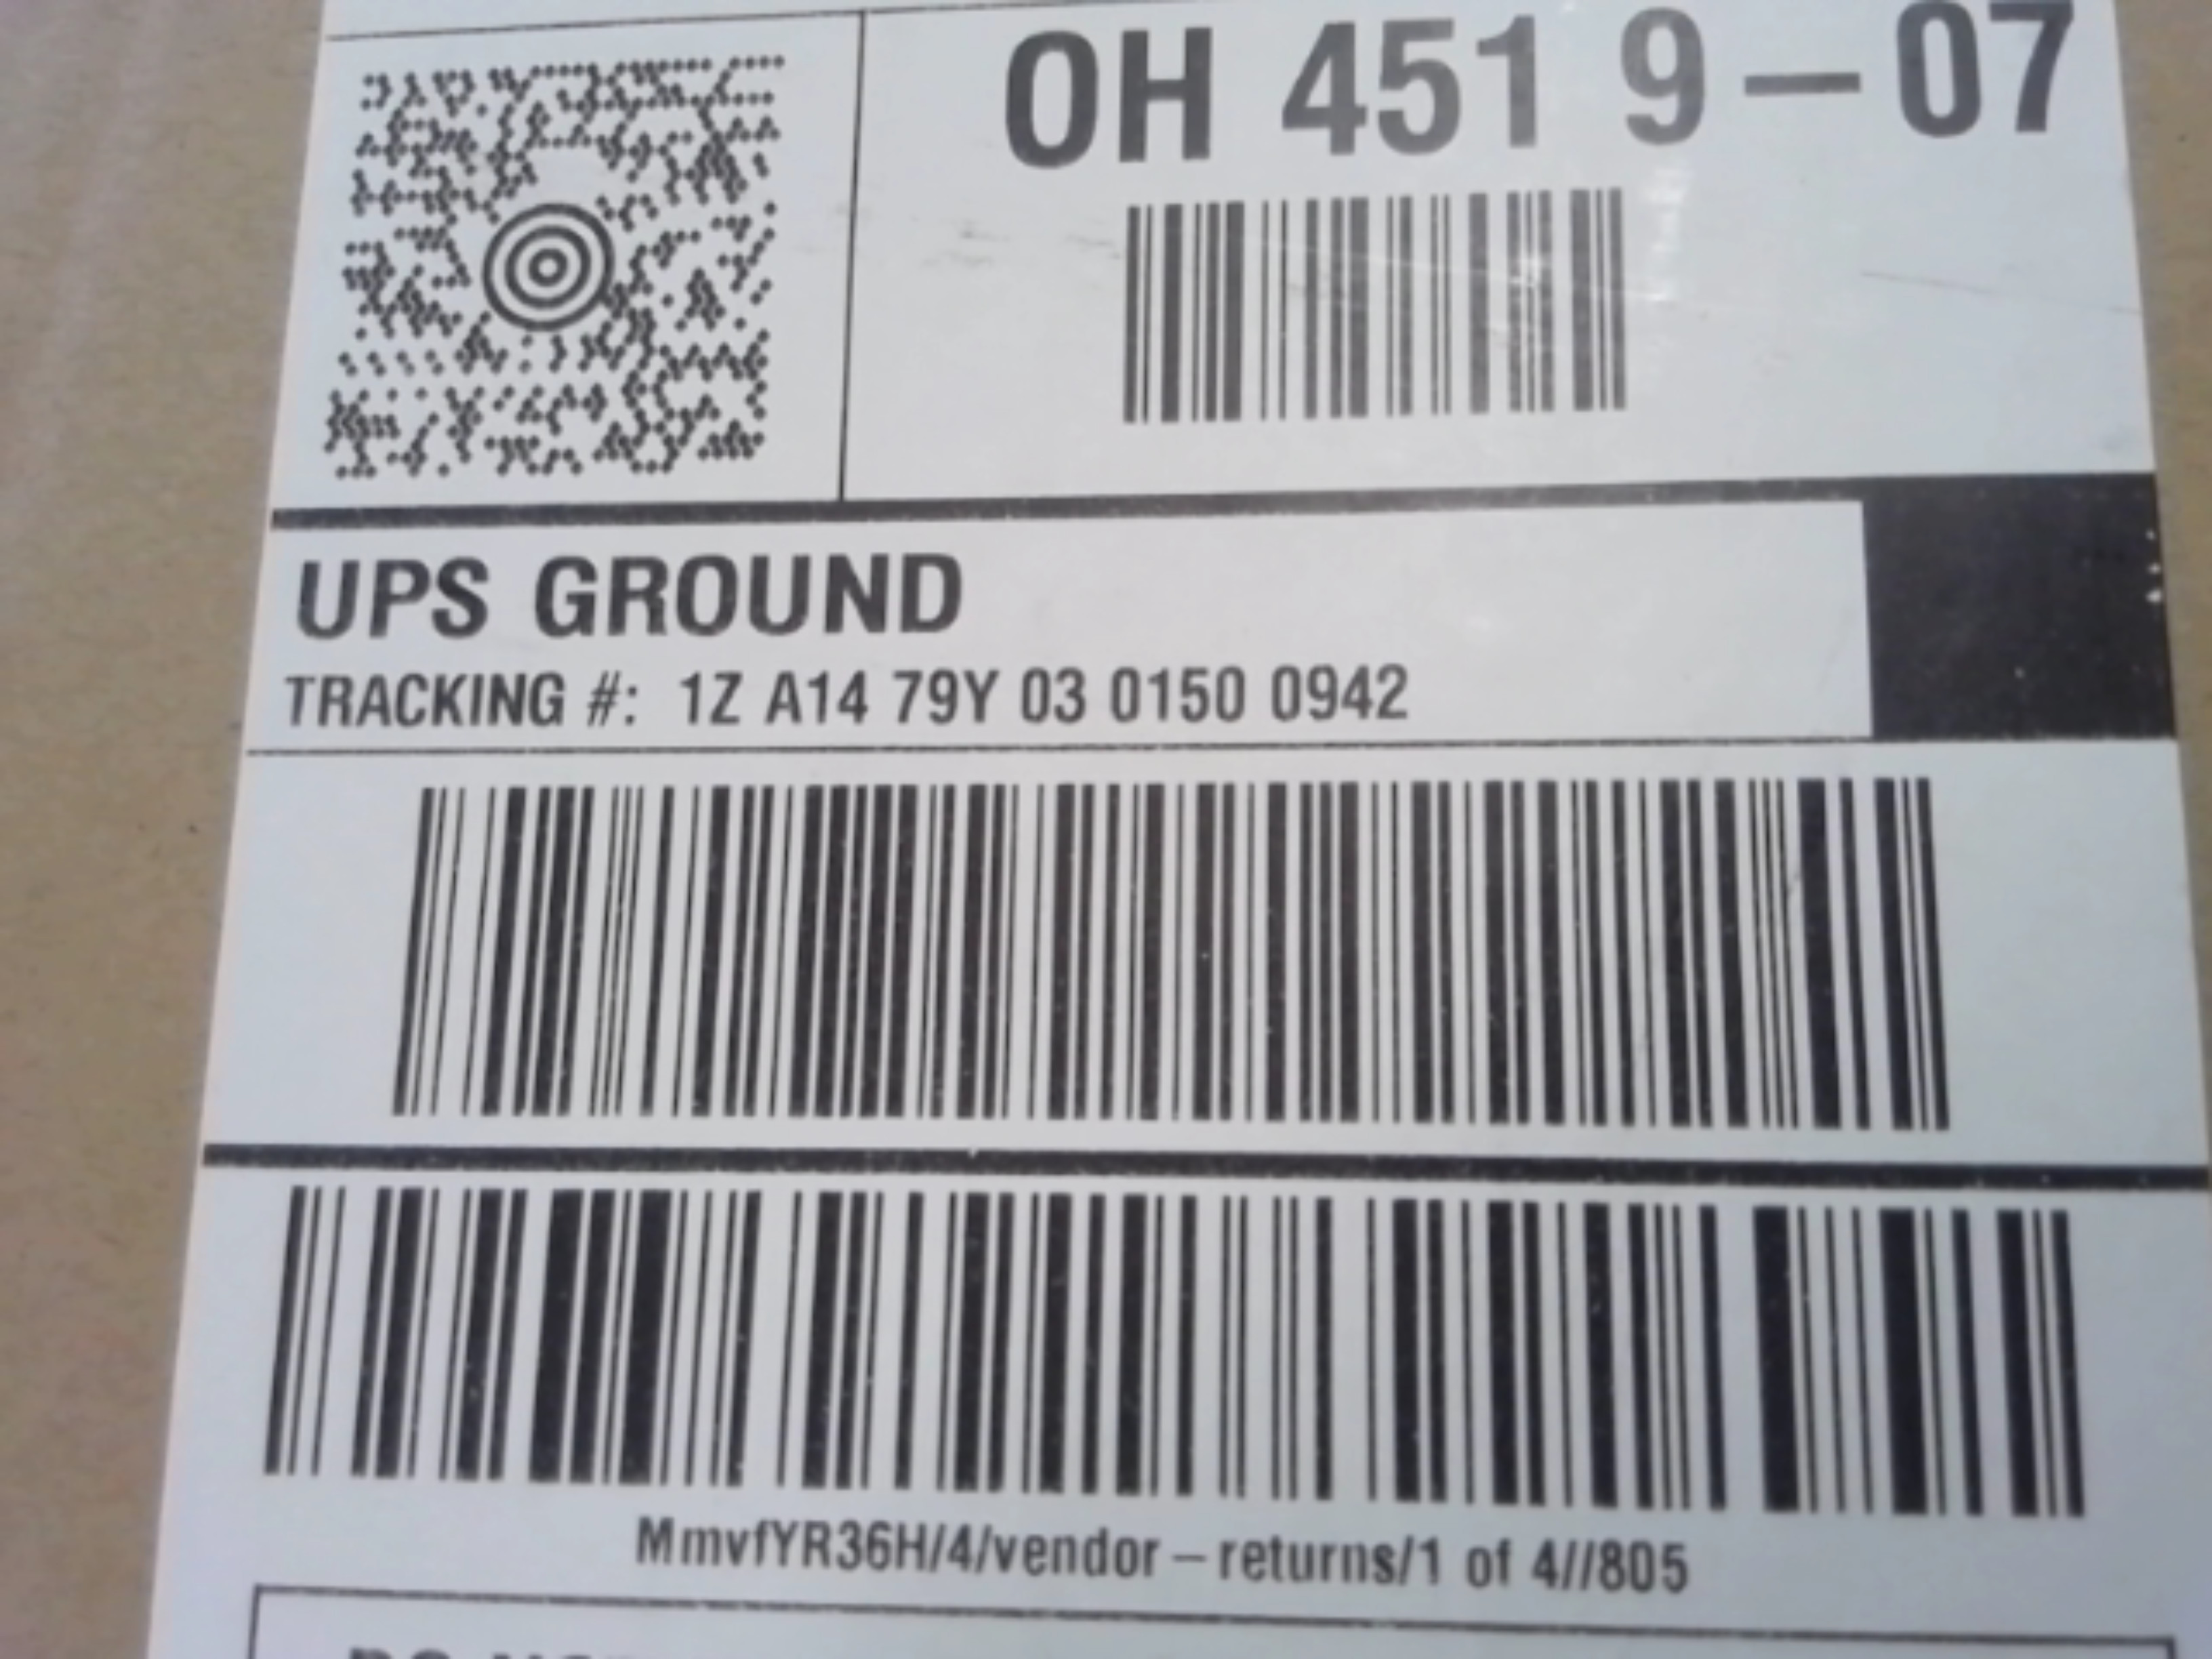 OH 451 9-07
UPS GROUND
TRACKING #: 1Z A14 79Y 03 0150 0942
MmvfYR36H/4/vendor-returns/1 of 4//805